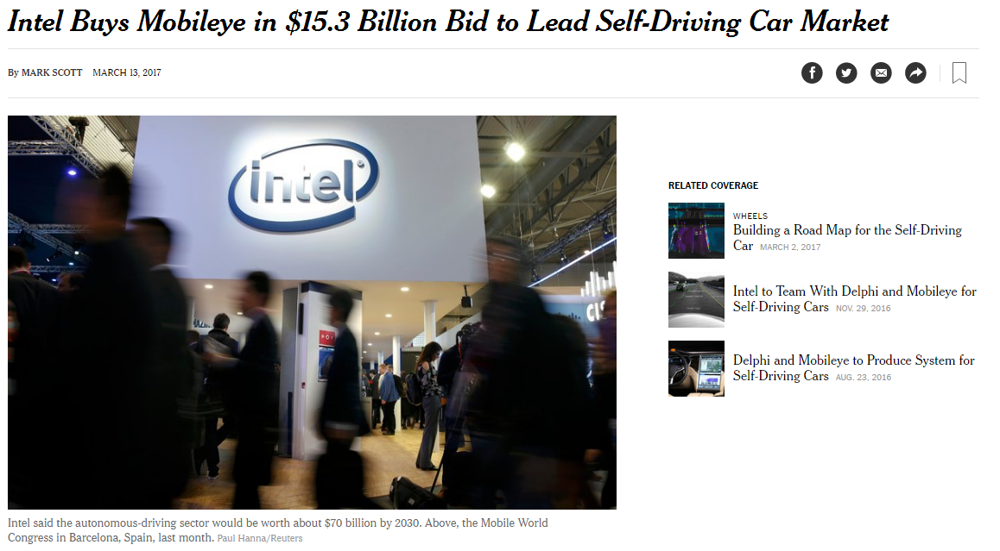 Intel Buys Mobileye in $15.3 Billion Bid to Lead Self-Driving Car Market
By MARK SCOTT MARCH 13, 2017
intel
RELATED COVERAGE
WHEELS
Building a Road Map for the Self-Driving
Car MARCH 2, 2017
Intel to Team With Delphi and Mobileye for
Self-Driving Cars NOV. 29, 2016
Delphi and Mobileye to Produce System for
Self-Driving Cars AUG. 23, 2016
Intel said the autonomous-driving sector would be worth about $70 billion by 2030. Above, the Mobile World
Congress in Barcelona, Spain, last month. Paul Hanna/Reuters